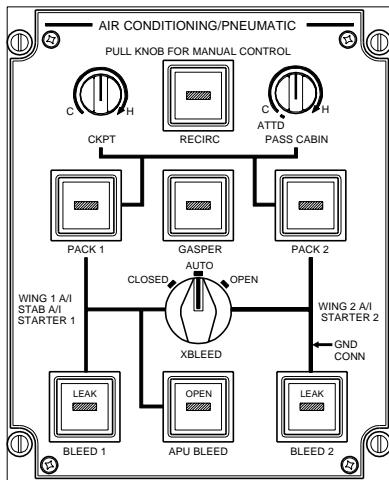 AIR CONDITIONING/PNEUMATIC
PULL KNOB FOR MANUAL CONTROL
C H
C H
ATTD
CKPT RECIRC PASS CABIN
PACK 1 GASPER PACK 2
AUTO
CLOSED OPEN
WING 1 A/I
STAB A/I
STARTER 1
WING 2 A/I
STARTER 2
XBLEED
GND
CONN
LEAK OPEN LEAK
BLEED 1 APU BLEED BLEED 2